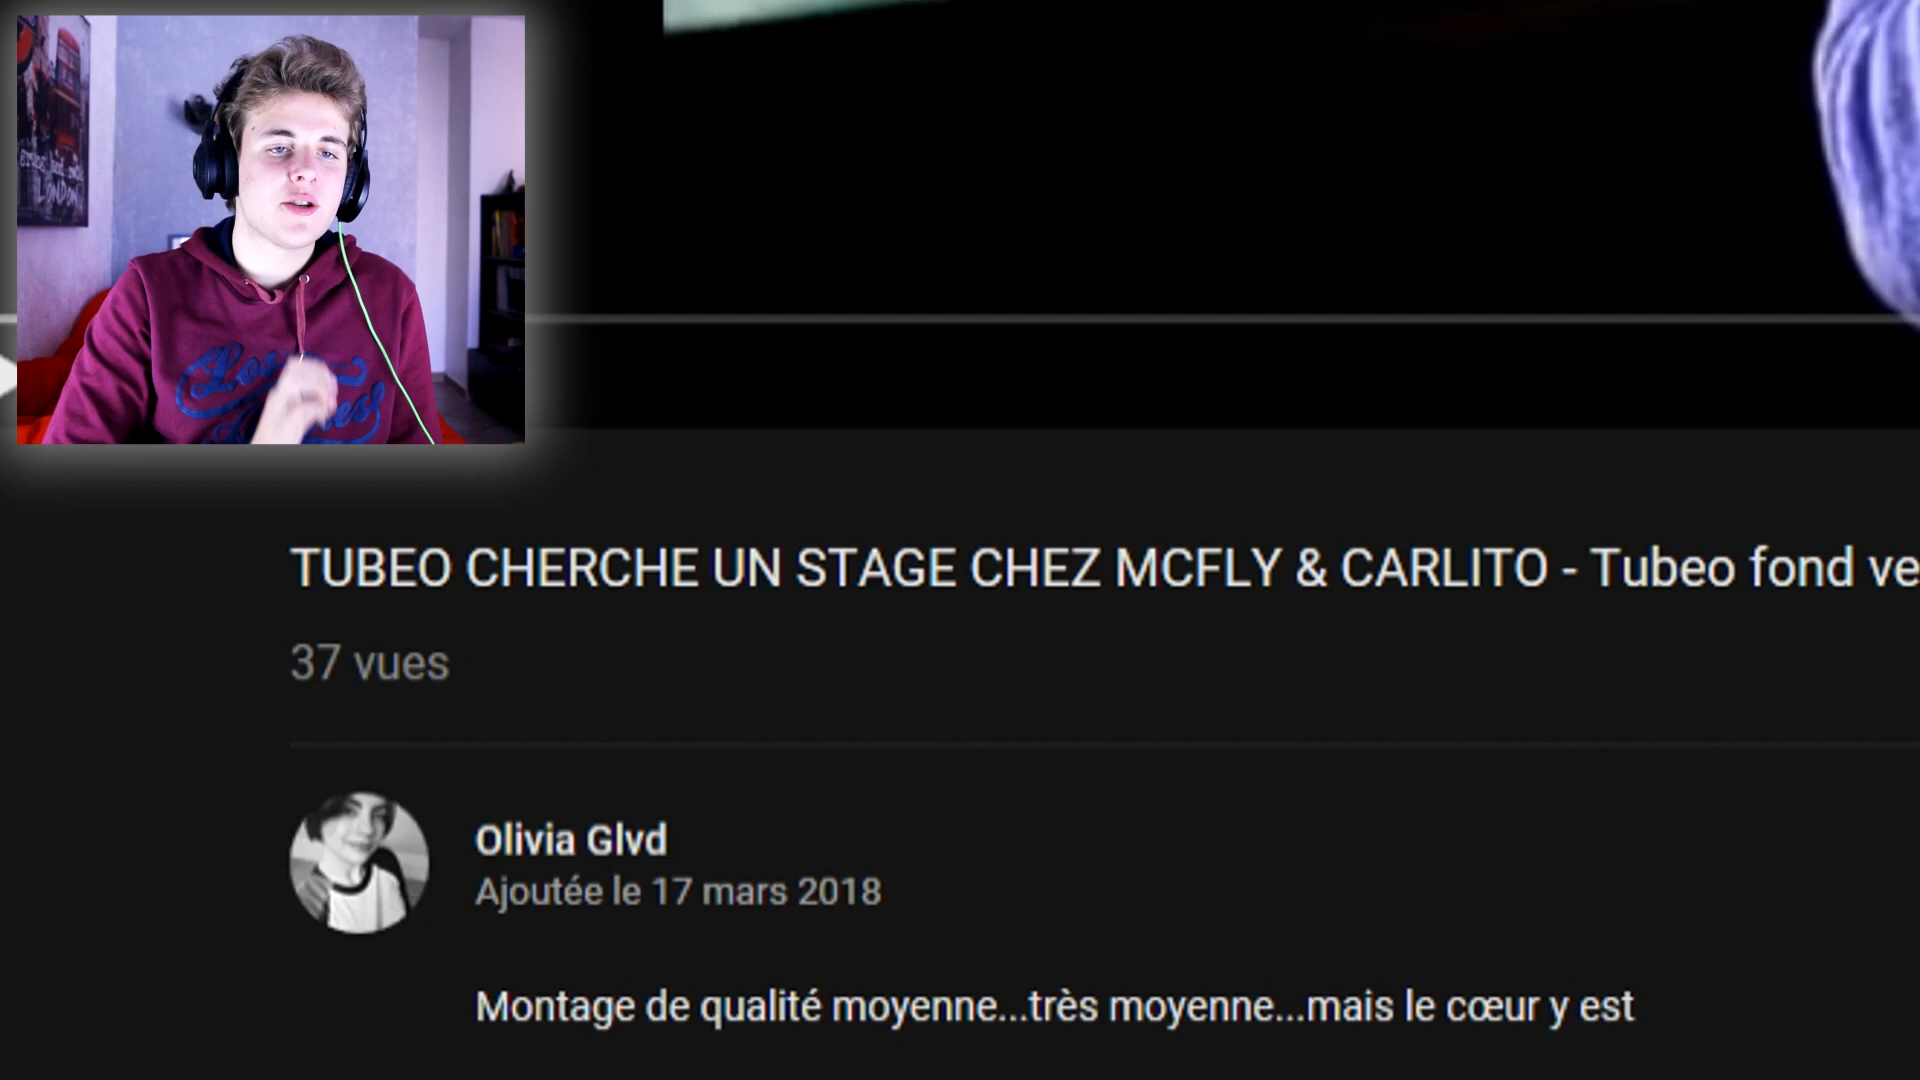 LONDON
TUBEO CHERCHE UN STAGE CHEZ MCFLY & CARLITO - Tubeo fond ve
37 vues
Olivia Glvd
Ajoutée le 17 mars 2018
Montage de qualité moyenne...très moyenne...mais le cœur y est